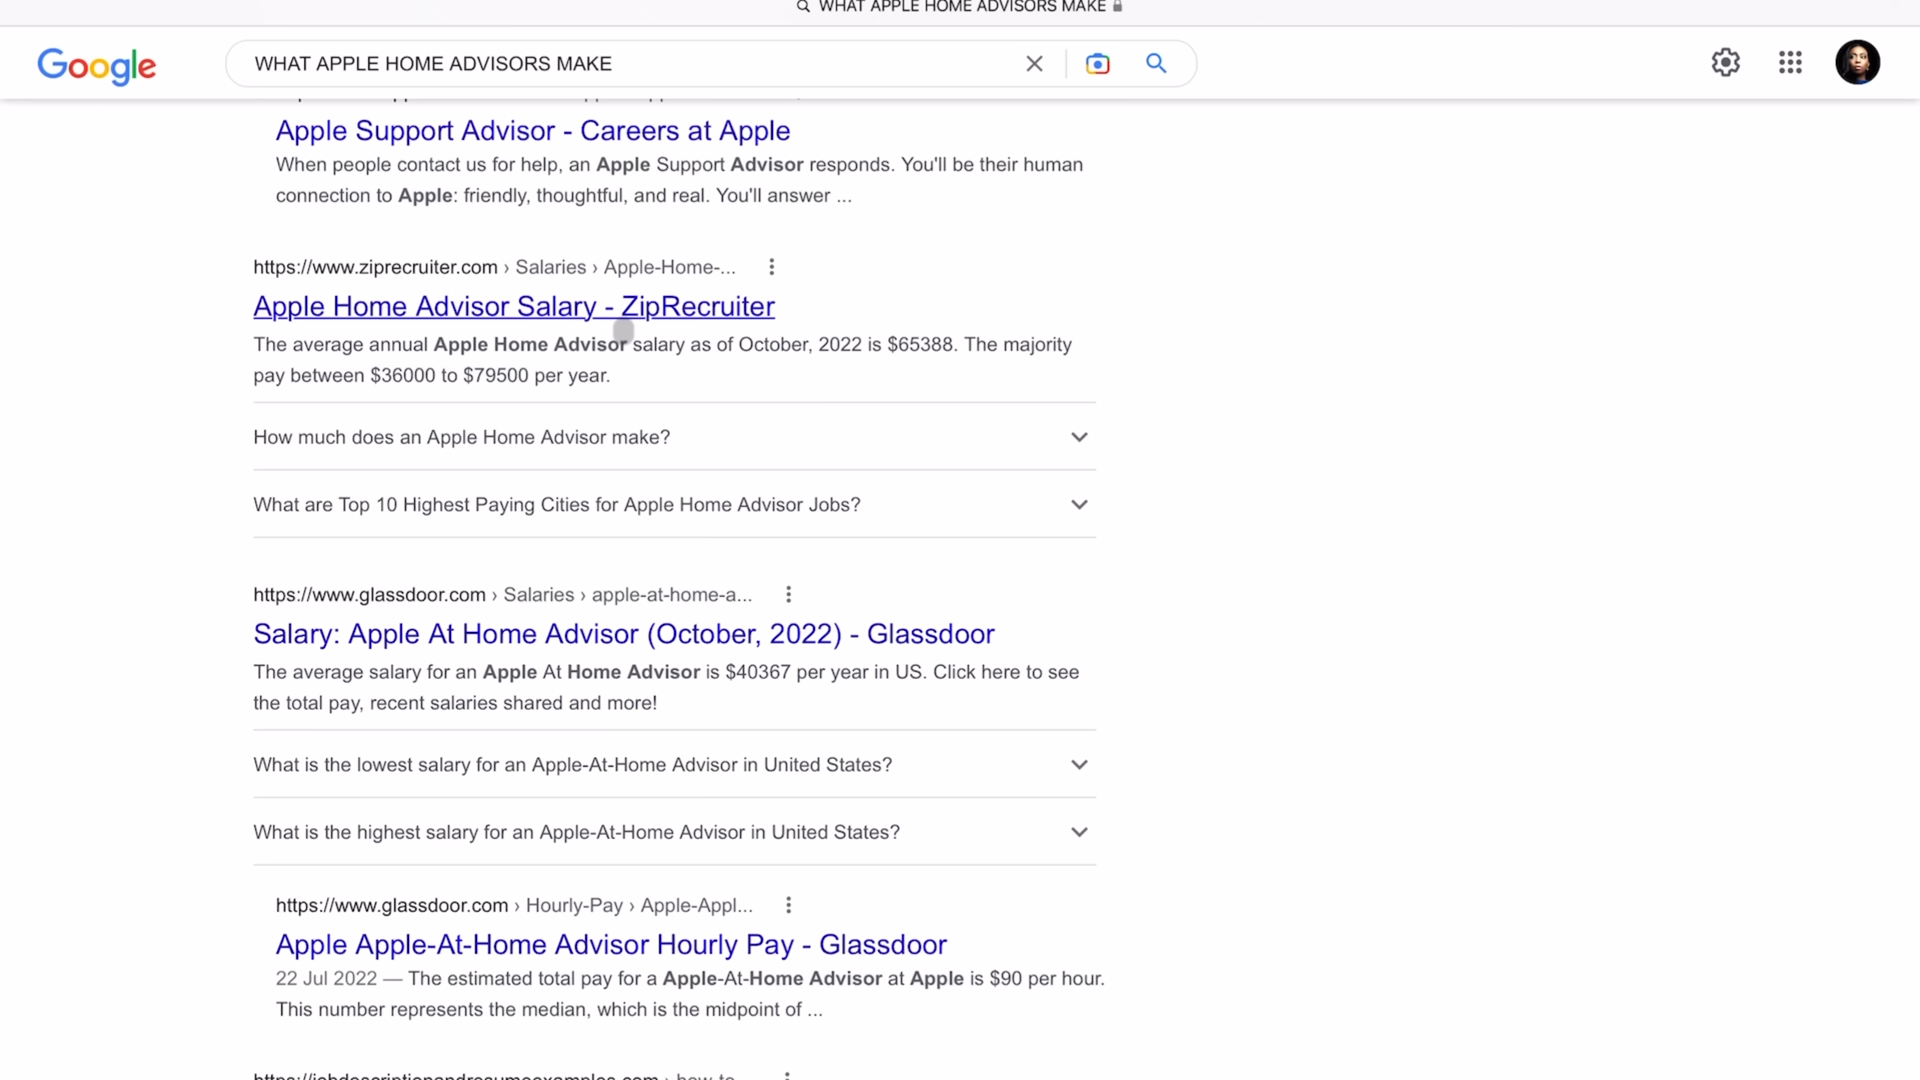 WHAT APPLE HOME ADVISORS MAKE
Google
WHAT APPLE HOME ADVISORS MAKE
Apple Support Advisor - Careers at Apple
When people contact us for help, an Apple Support Advisor responds. You'll be their human
connection to Apple: friendly, thoughtful, and real. You'll answer ...
https://www.ziprecruiter.com › Salaries › Apple-Home-...
Apple Home Advisor Salary - ZipRecruiter
The average annual Apple Home Advisor salary as of October, 2022 is $65388. The majority
pay between $36000 to $79500 per year.
How much does an Apple Home Advisor make?
What are Top 10 Highest Paying Cities for Apple Home Advisor Jobs?
https://www.glassdoor.com › Salaries › apple-at-home-a...
Salary: Apple At Home Advisor (October, 2022) - Glassdoor
The average salary for an Apple At Home Advisor is $40367 per year in US. Click here to see
the total pay, recent salaries shared and more!
What is the lowest salary for an Apple-At-Home Advisor in United States?
What is the highest salary for an Apple-At-Home Advisor in United States?
https://www.glassdoor.com › Hourly-Pay › Apple-Appl...
Apple Apple-At-Home Advisor Hourly Pay - Glassdoor
22 Jul 2022 — The estimated total pay for a Apple-At-Home Advisor at Apple is $90 per hour.
This number represents the median, which is the midpoint of ...
https://jobdescriptionandresumeexamples.com › how-to...